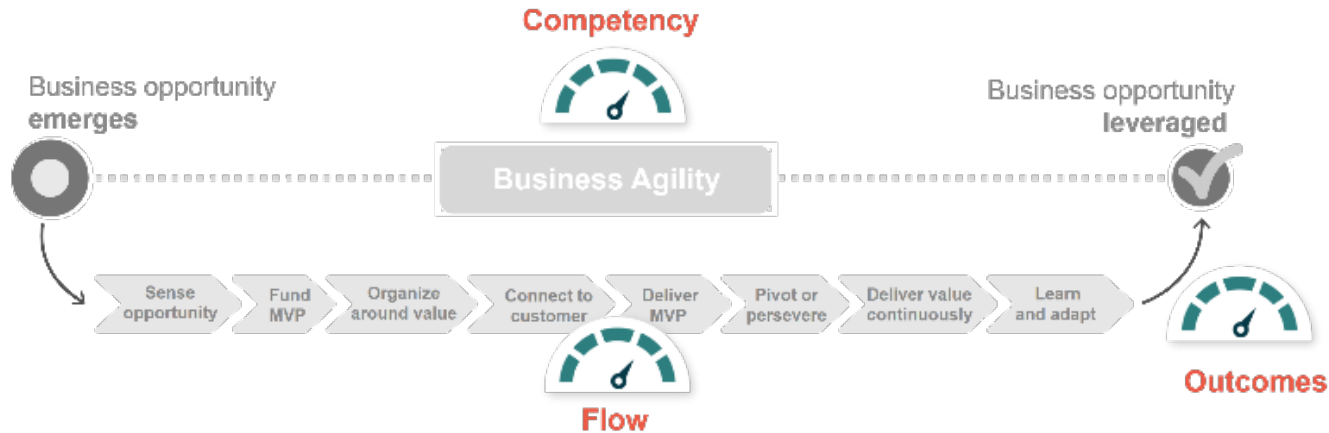 Competency
Business opportunity
emerges
Business opportunity
leveraged
Business Agility
Sense
opportunity
Fund
MVP
Organize
around value
Connect to
customer
Deliver
MVP
Pivot or
persevere
Deliver value
continuously
Learn
and adapt
Flow
Outcomes